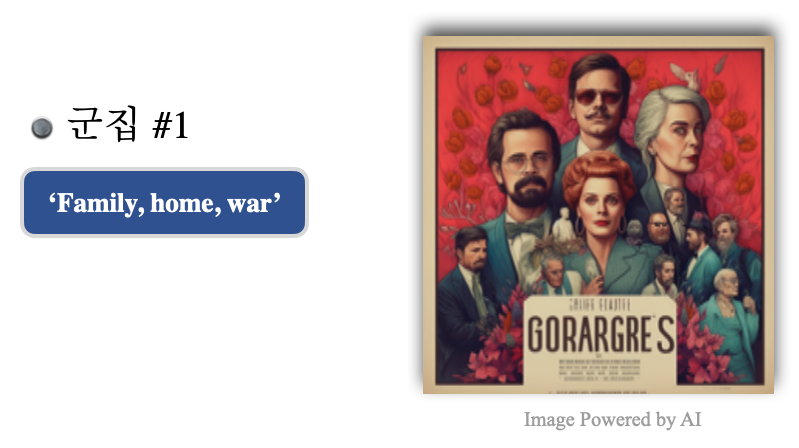 군집 #1
‘Family, home, war’
GORARGRE'S
Image Powered by AI